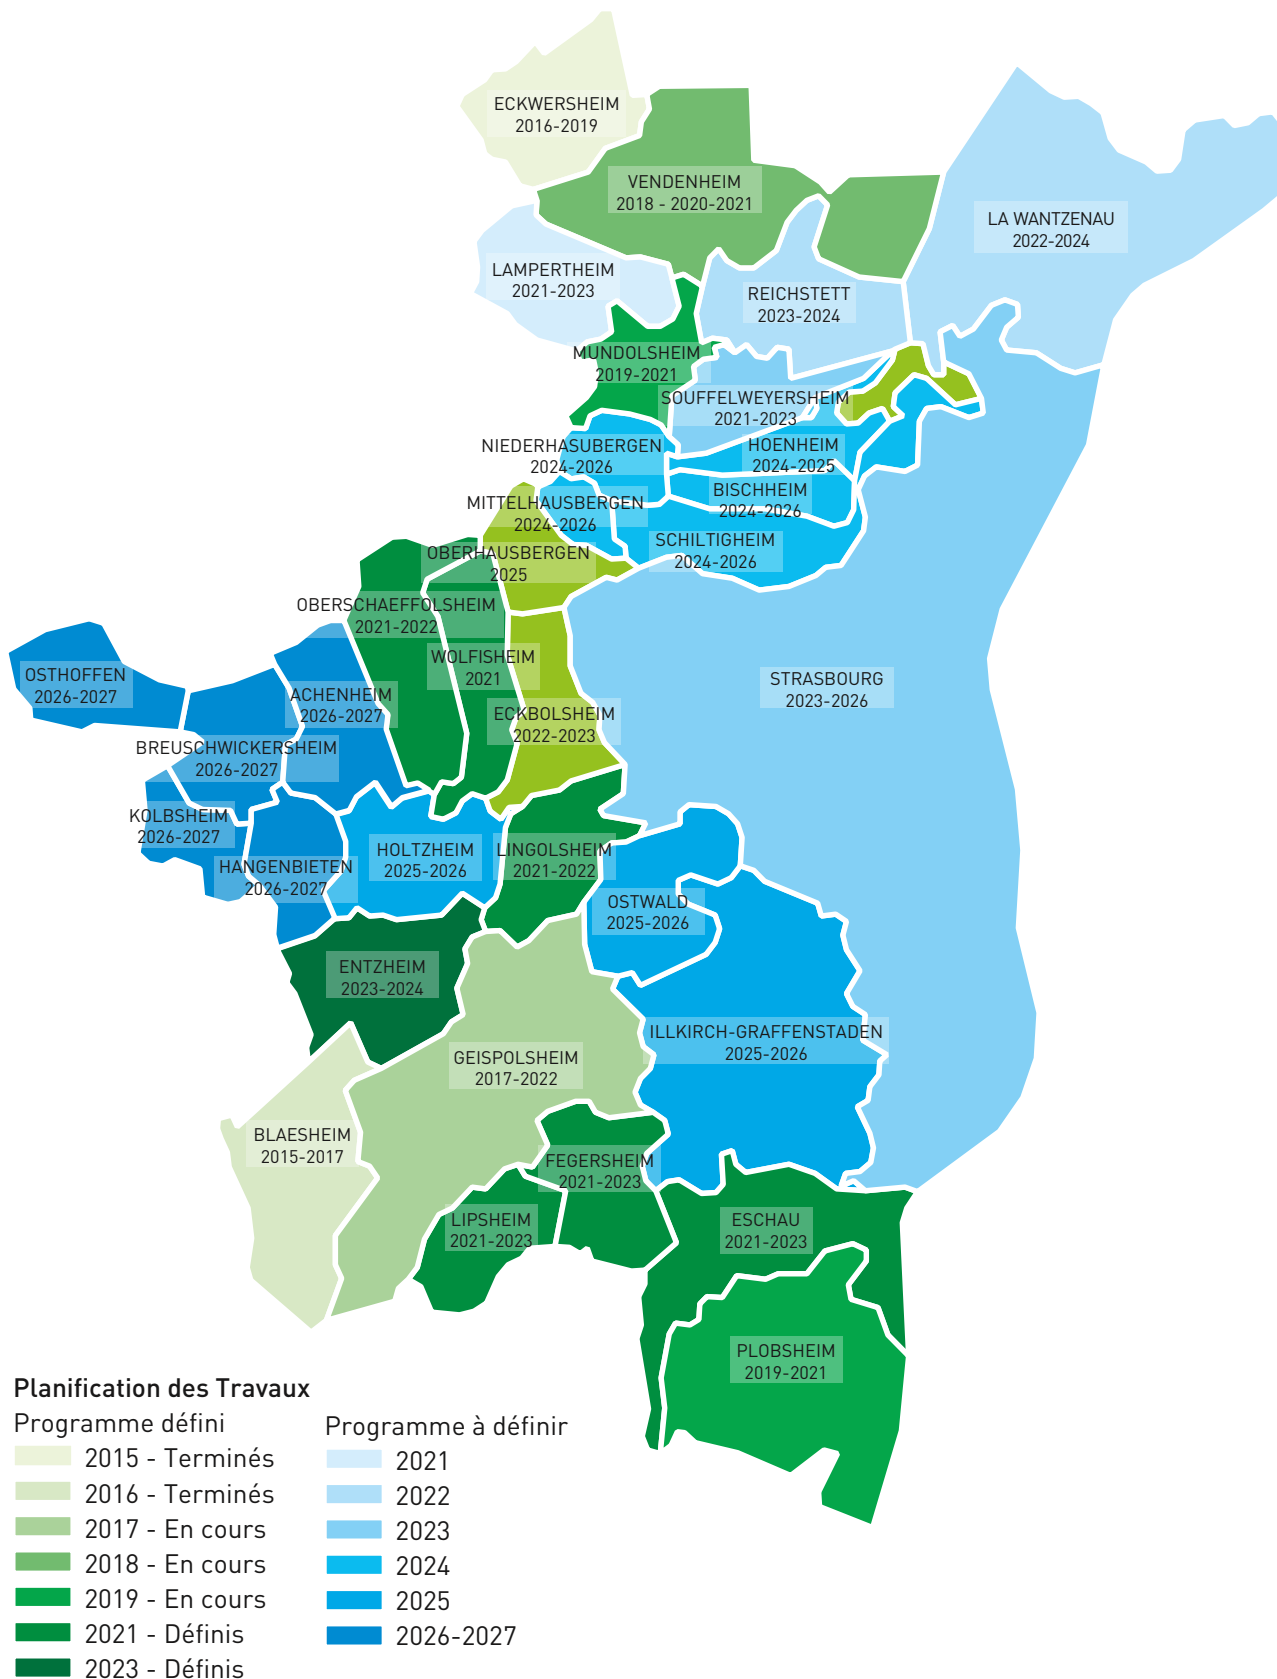 ECKWERSHEIM
2016-2019
VENDENHEIM
2018 - 2020-2021
LA WANTZENAU
2022-2024
LAMPERTHEIM
2021-2023
REICHSTETT
2023-2024
MUNDOLSHEIM
2019-2021
SOUFFELWEYERSHEIM
2021-2023
NIEDERHASUBERGEN
2024-2026
HOENHEIM
2024-2025
BISCHHEIM
2024-2026
MITTELHAUSBERGEN
2024-2026
SCHILTIGHEIM
2024-2026
OBERHAUSBERGEN
2025
OBERSCHAEFFOLSHEIM
2021-2022
WOLFISHEIM
2021
OSTHOFFEN
2026-2027
ACHENHEIM
2026-2027
STRASBOURG
2023-2026
ECKBOLSHEIM
2022-2023
BREUSCHWICKERSHEIM
2026-2027
KOLBSHEIM
2026-2027
HANGENBIETEN
2026-2027
HOLTZHEIM
2025-2026
LINGOLSHEIM
2021-2022
OSTWALD
2025-2026
ENTZHEIM
2023-2024
ILLKIRCH-GRAFFENSTADEN
2025-2026
GEISPOLSHEIM
2017-2022
BLAESHEIM
2015-2017
FEGERSHEIM
2021-2023
LIPSHEIM
2021-2023
ESCHAU
2021-2023
PLOBSHEIM
2019-2021
Planification des Travaux
Programme défini
2015 - Terminés
2016 - Terminés
2017 - En cours
2018 - En cours
2019 - En cours
2021 - Définis
2023 - Définis
Programme à définir
2021
2022
2023
2024
2025
2026-2027